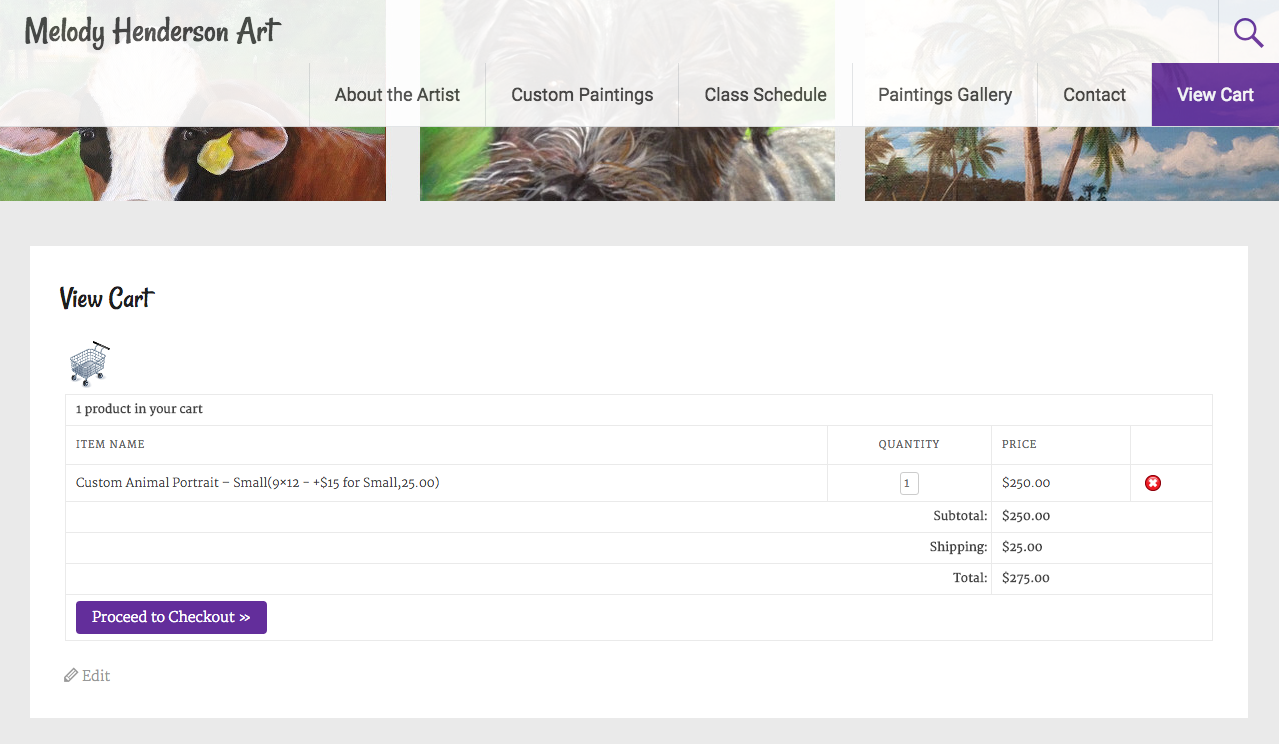 Melody Henderson Art
About the Artist
Custom Paintings
Class Schedule
Paintings Gallery
Contact
View Cart
View Cart
1 product in your cart
ITEM NAME QUANTITY PRICE
Custom Animal Portrait – Small(9×12 - +$15 for Small,25.00) 1 $250.00
Subtotal: $250.00
Shipping: $25.00
Total: $275.00
Proceed to Checkout »
Edit